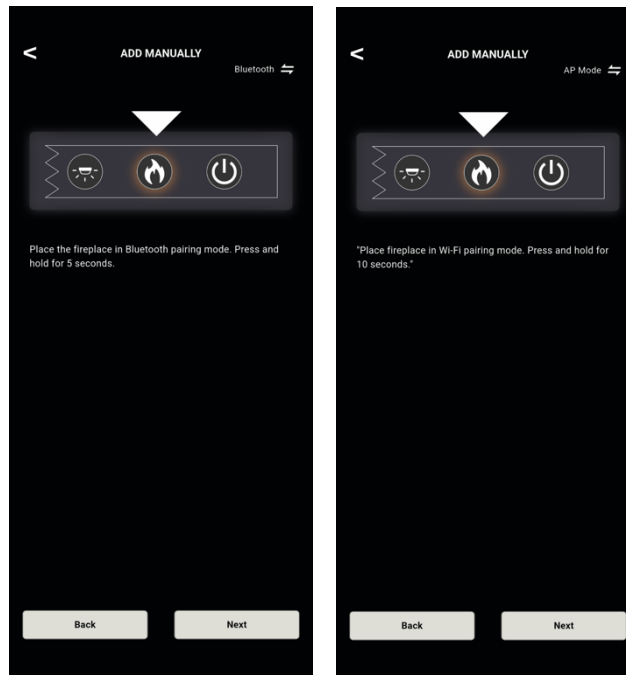 <
ADD MANUALLY
Bluetooth
Place the fireplace in Bluetooth pairing mode. Press and
hold for 5 seconds.
Back
Next
<
ADD MANUALLY
AP Mode
"Place fireplace in Wi-Fi pairing mode. Press and hold for
10 seconds."
Back
Next